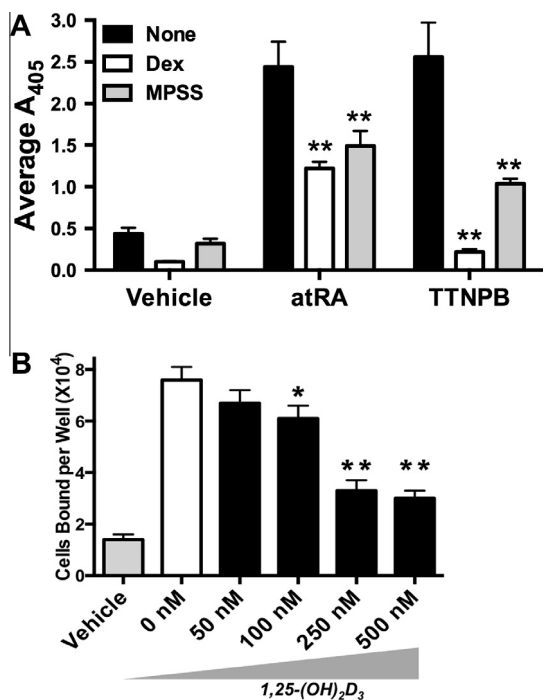 A
None
Dex
MPSS
Average A405
3.0
2.5
2.0
1.5
1.0
0.5
0.0
** **
**
**
Vehicle atRA TTNPB
B
Cells Bound per Well (X10⁴)
8
6
4
2
0
*
** **
Vehicle 0 nM 50 nM 100 nM 250 nM 500 nM
1,25-(OH)2D3